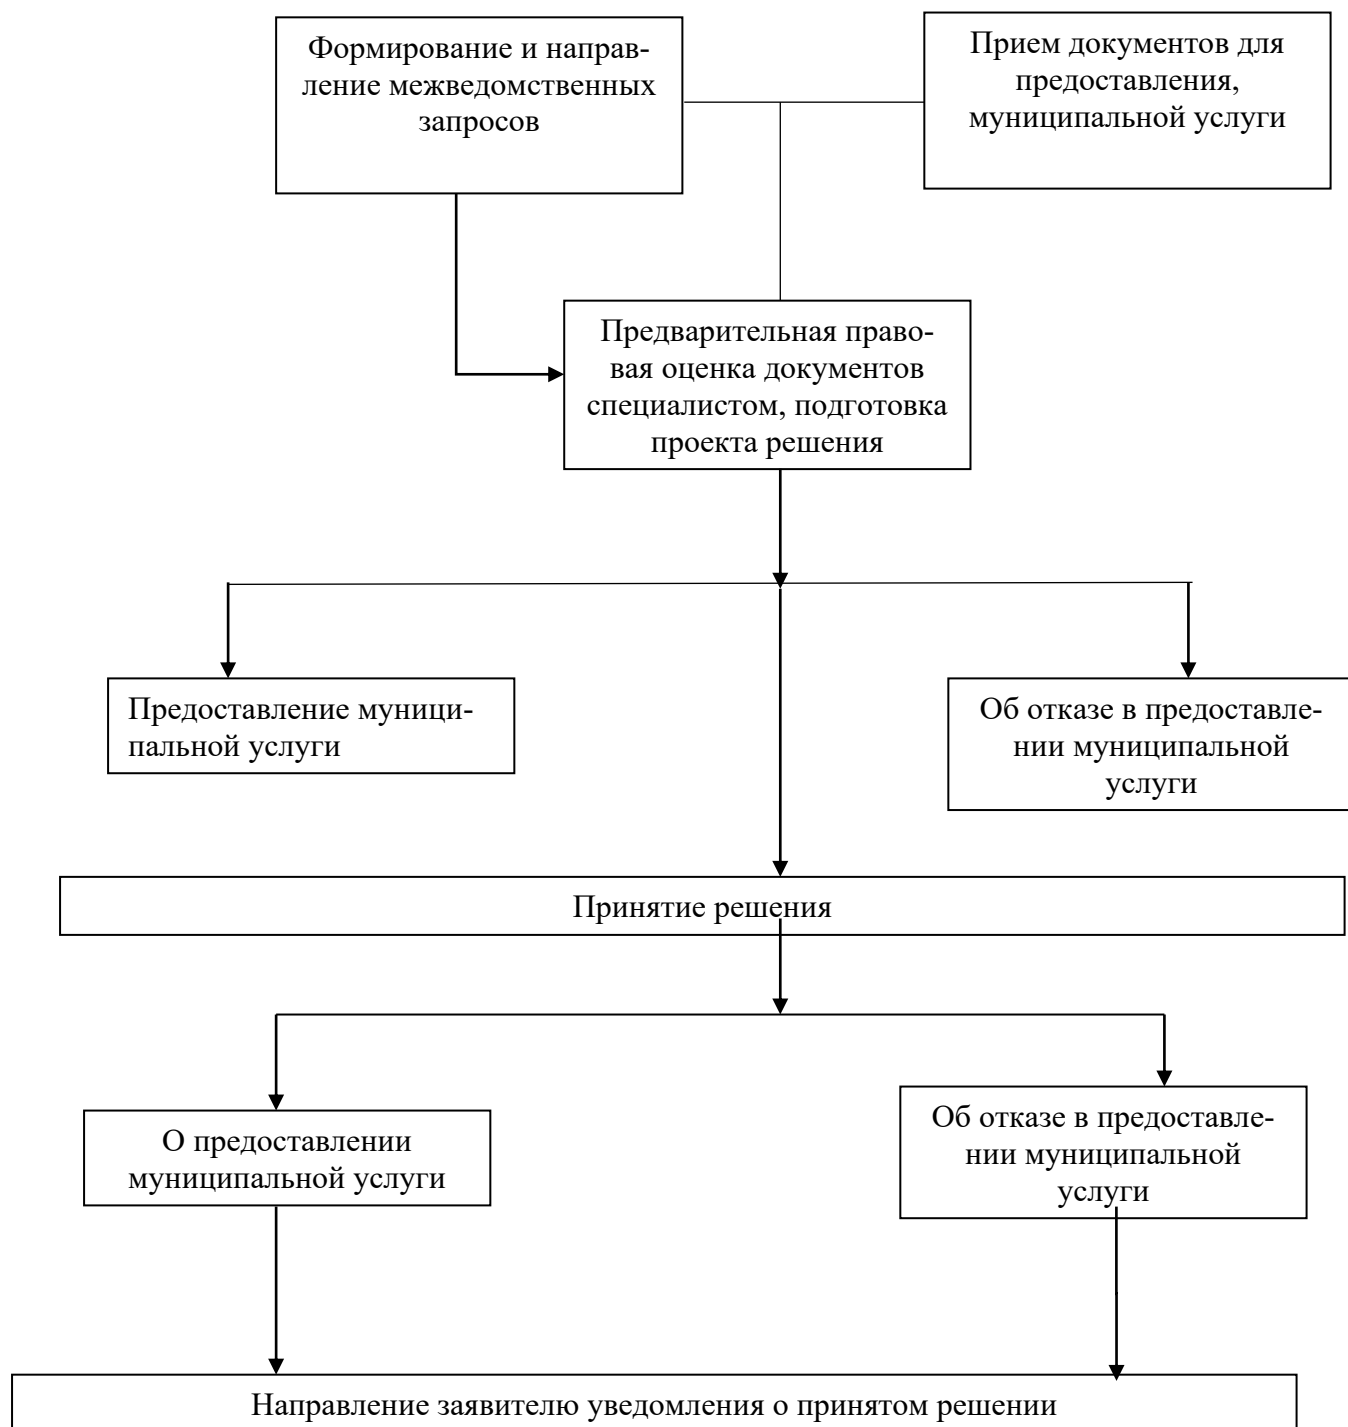 Формирование и направ-
ление межведомственных
запросов
Прием документов для
предоставления,
муниципальной услуги
Предварительная право-
вая оценка документов
специалистом, подготовка
проекта решения
Предоставление муници-
пальной услуги
Об отказе в предоставле-
нии муниципальной
услуги
Принятие решения
О предоставлении
муниципальной услуги
Об отказе в предоставле-
нии муниципальной
услуги
Направление заявителю уведомления о принятом решении